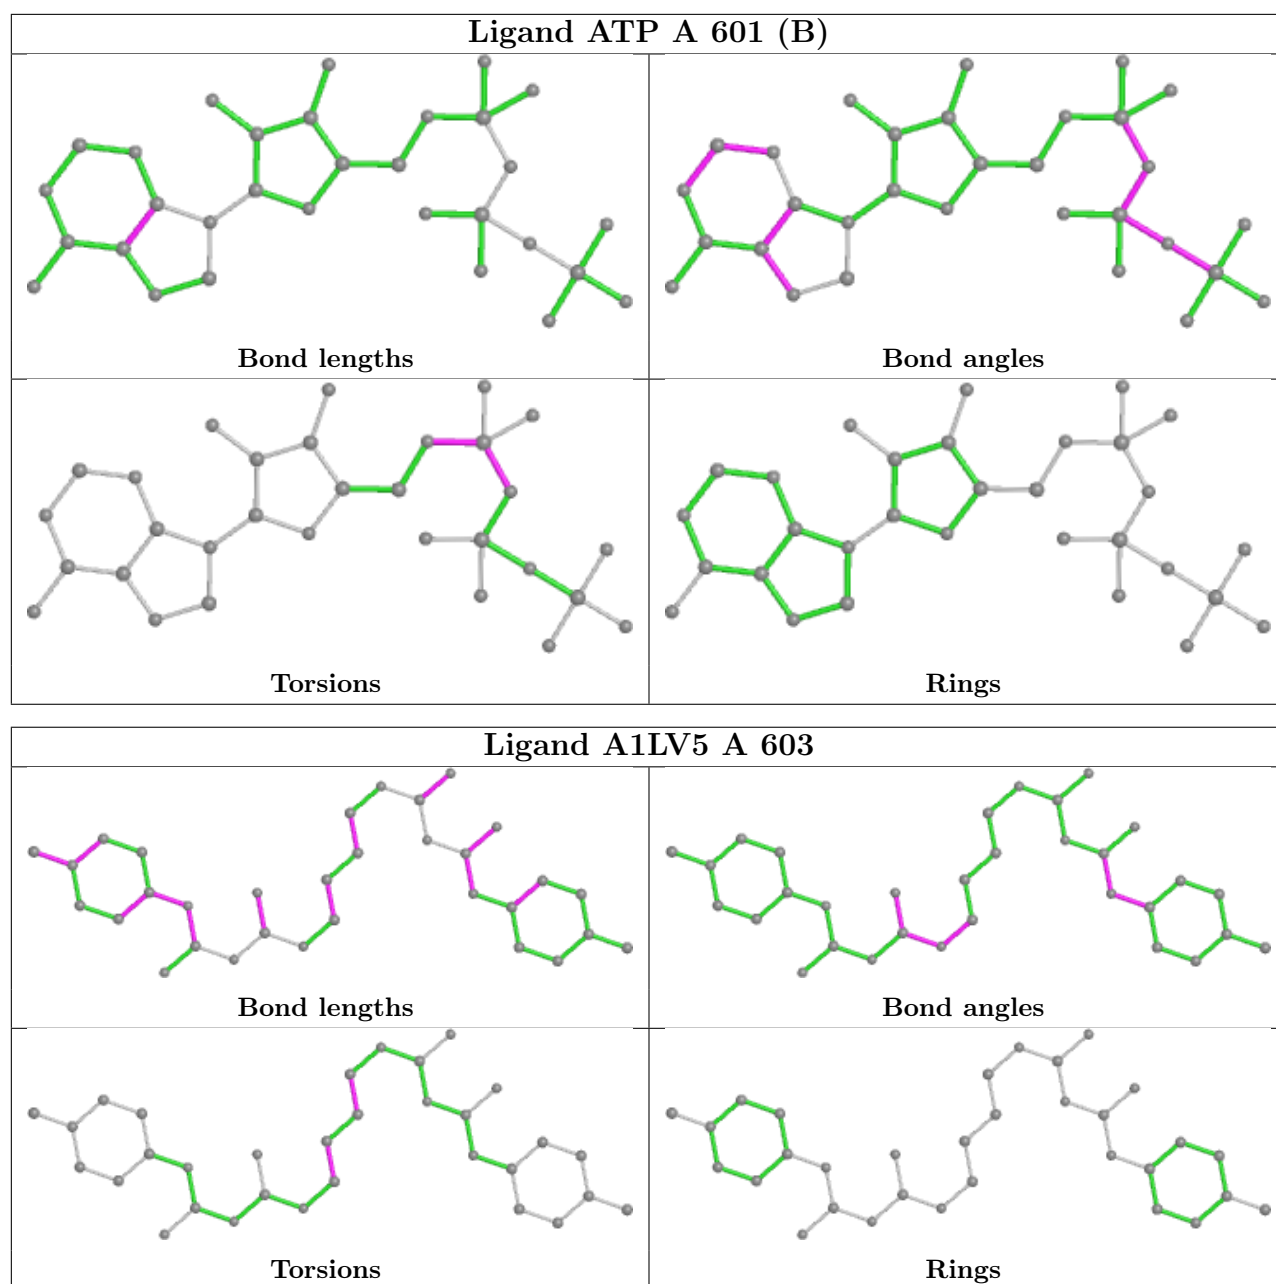 Ligand ATP A 601 (B)
Bond lengths
Bond angles
Torsions
Rings
Ligand A1LV5 A 603
Bond lengths
Bond angles
Torsions
Rings